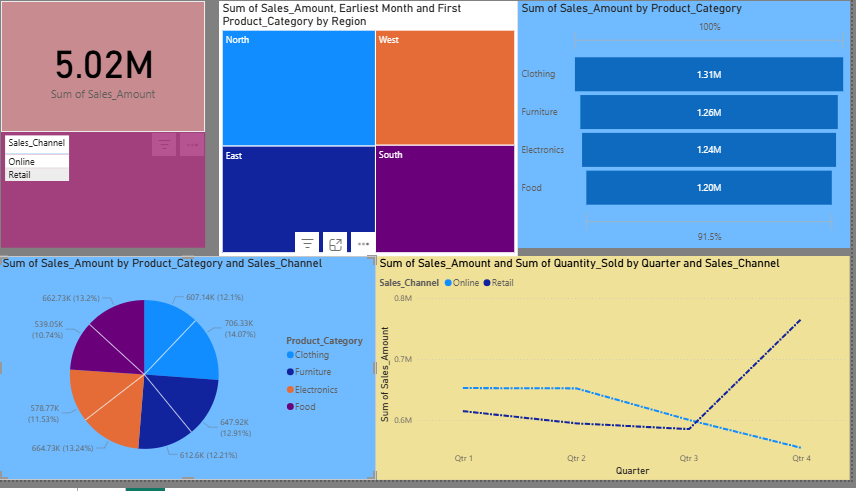 5.02M
Sum of Sales_Amount
Sales_Channel
Online
Retail
Sum of Sales_Amount, Earliest Month and First
Product_Category by Region
North
West
East
South
Sum of Sales_Amount by Product_Category
100%
Clothing
1.31M
Furniture
1.26M
Electronics
1.24M
Food
1.20M
91.5%
Sum of Sales_Amount by Product_Category and Sales_Channel
662.73K (13.2%)
607.14K (12.1%)
539.05K
(10.74%)
706.33K
(14.07%)
578.77K
(11.53%)
647.92K
(12.91%)
664.73K (13.24%)
612.6K (12.21%)
Product_Category
Clothing
Furniture
Electronics
Food
Sum of Sales_Amount and Sum of Quantity_Sold by Quarter and Sales_Channel
Sales_Channel
Online
Retail
Sum of Sales_Amount
0.8M
0.7M
0.6M
Qtr 1
Qtr 2
Qtr 3
Qtr 4
Quarter